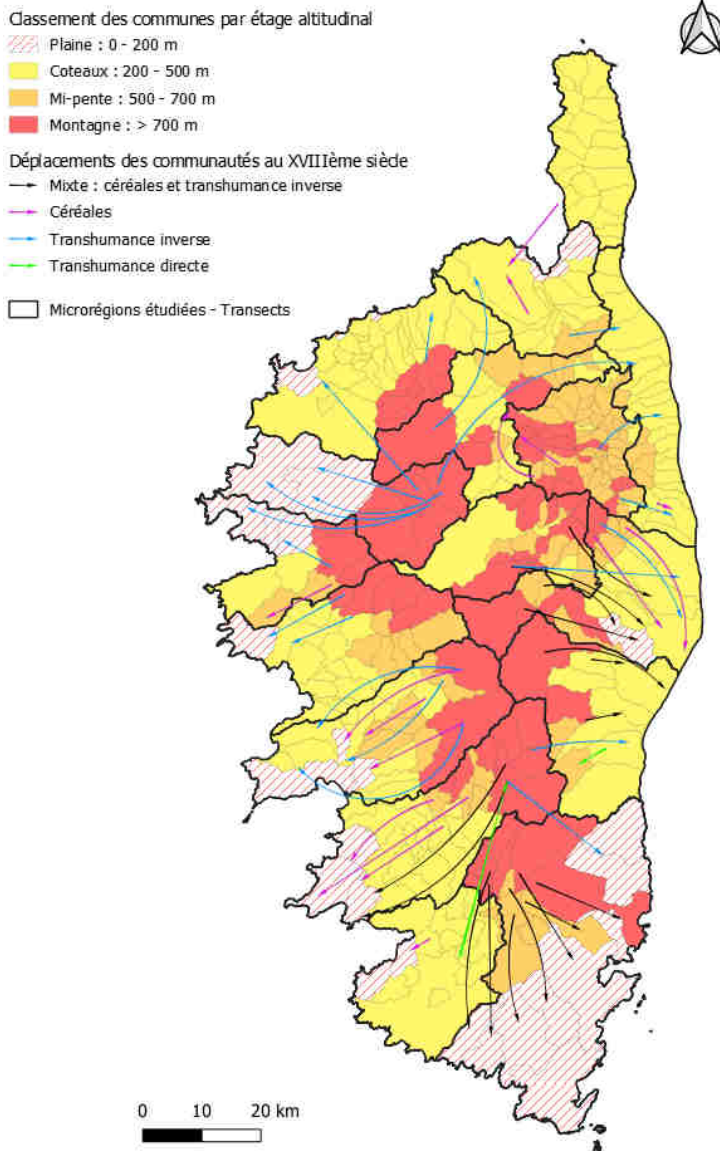 Classement des communes par étage altitudinal
Plaine : 0 - 200 m
Coteaux : 200 - 500 m
Mi-pente : 500 - 700 m
Montagne : > 700 m
Déplacements des communautés au XVIIIème siècle
Mixte : céréales et transhumance inverse
Céréales
Transhumance inverse
Transhumance directe
Microrégions étudiées - Transects
0 10 20 km